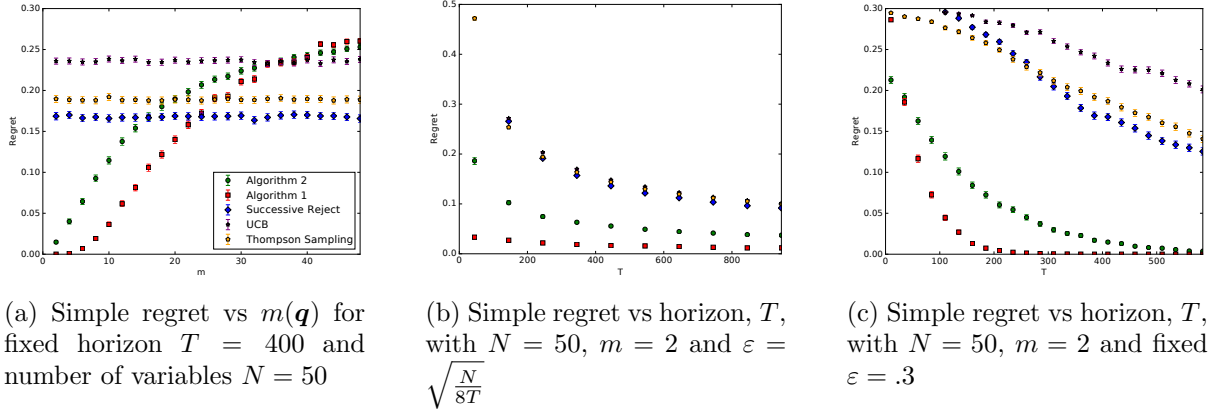 0.30
0.25
0.20
0.15
0.10
0.05
0.00
Regret
0 10 20 30 40
m
Algorithm 2
Algorithm 1
Successive Reject
UCB
Thompson Sampling
0.5
0.4
0.3
0.2
0.1
0.0
Regret
0 200 400 600 800
T
0.30
0.25
0.20
0.15
0.10
0.05
0.00
Regret
0 100 200 300 400 500
T
(a) Simple regret vs m(q) for
fixed horizon T = 400 and
number of variables N = 50
(b) Simple regret vs horizon, T,
with N = 50, m = 2 and ε =
√(N/8T)
(c) Simple regret vs horizon, T,
with N = 50, m = 2 and fixed
ε = .3